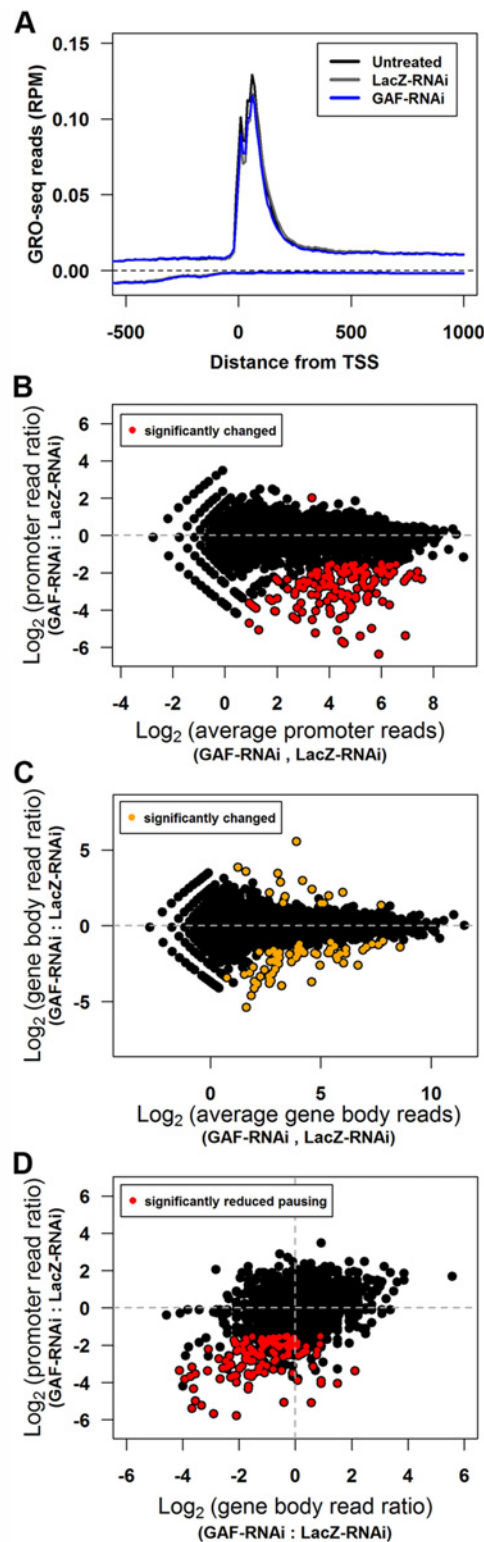 A
0.15
0.10
0.05
0.00
GRO-seq reads (RPM)
Untreated
LacZ-RNAi
GAF-RNAi
-500 0 500 1000
Distance from TSS
B
6
4
2
0
-2
-4
-6
Log2 (promoter read ratio)
(GAF-RNAi : LacZ-RNAi)
significantly changed
-4 -2 0 2 4 6 8
Log2 (average promoter reads)
(GAF-RNAi , LacZ-RNAi)
C
5
0
-5
Log2 (gene body read ratio)
(GAF-RNAi : LacZ-RNAi)
significantly changed
0 5 10
Log2 (average gene body reads)
(GAF-RNAi , LacZ-RNAi)
D
6
4
2
0
-2
-4
-6
Log2 (promoter read ratio)
(GAF-RNAi : LacZ-RNAi)
significantly reduced pausing
-6 -4 -2 0 2 4 6
Log2 (gene body read ratio)
(GAF-RNAi : LacZ-RNAi)